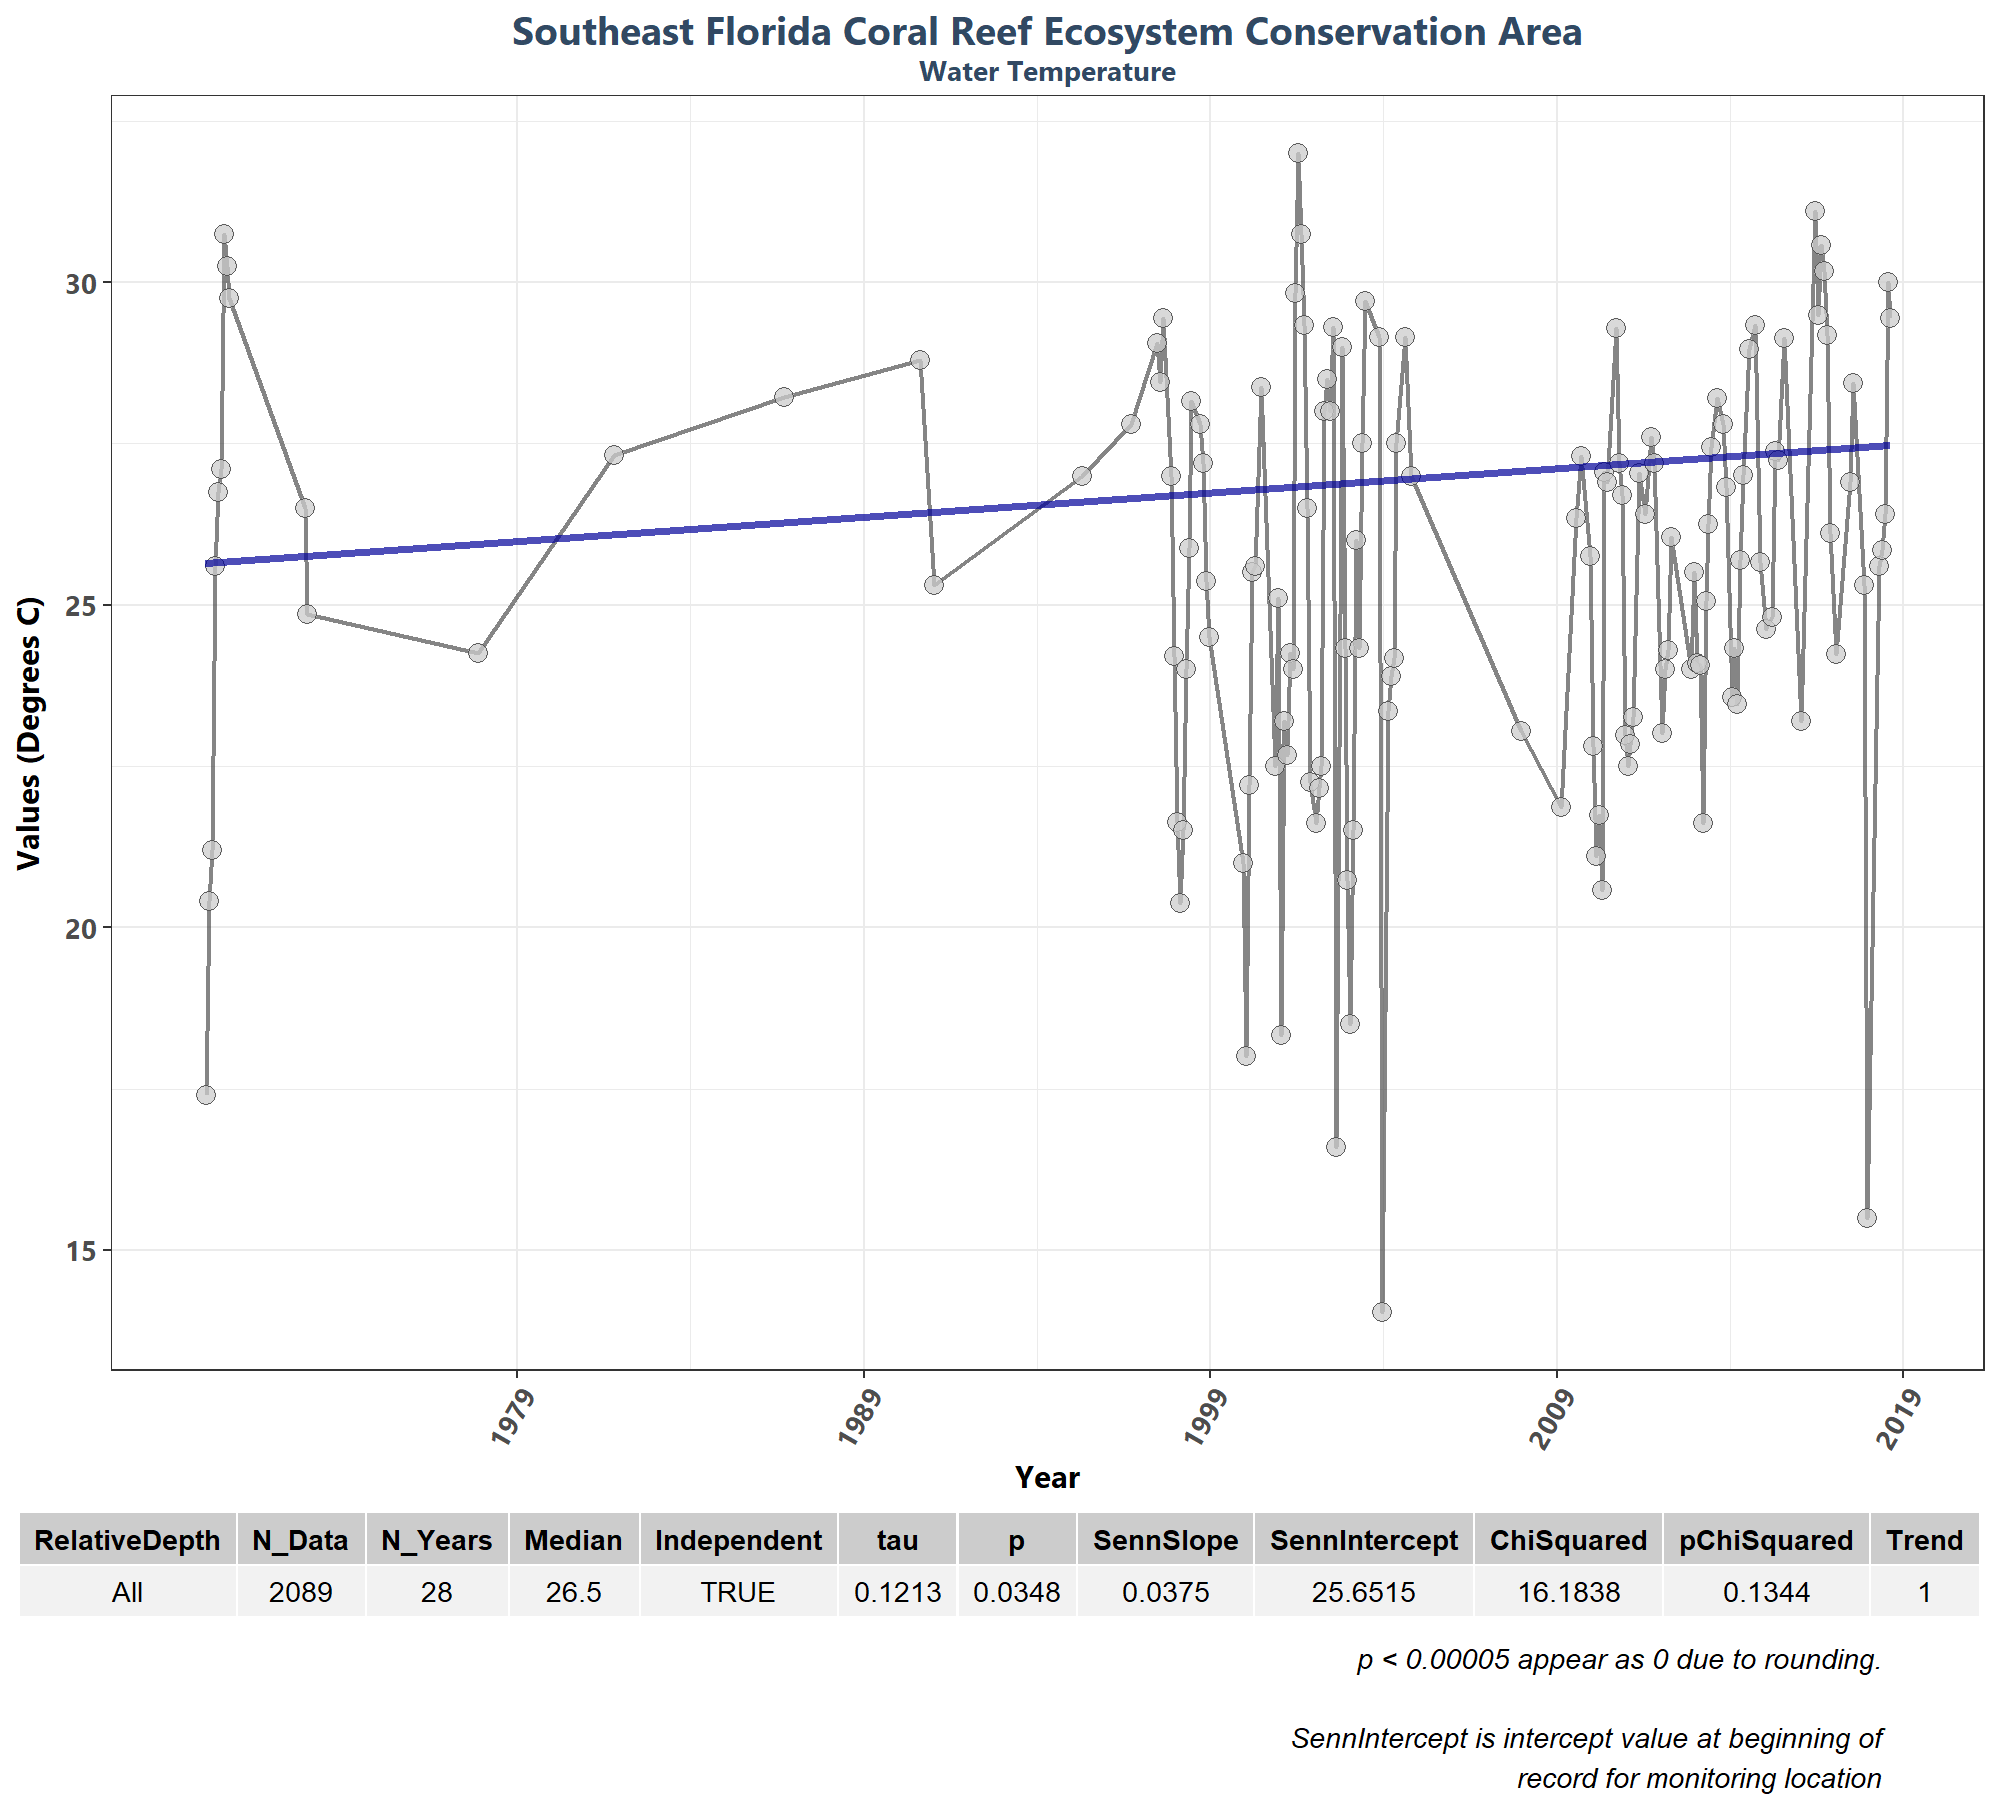 Southeast Florida Coral Reef Ecosystem Conservation Area
Water Temperature
Values (Degrees C)
30
25
20
15
1979
1989
1999
2009
2019
Year
RelativeDepth N_Data N_Years Median Independent tau p SennSlope SennIntercept ChiSquared pChiSquared Trend
All 2089 28 26.5 TRUE 0.1213 0.0348 0.0375 25.6515 16.1838 0.1344 1
p < 0.00005 appear as 0 due to rounding.
SennIntercept is intercept value at beginning of
record for monitoring location